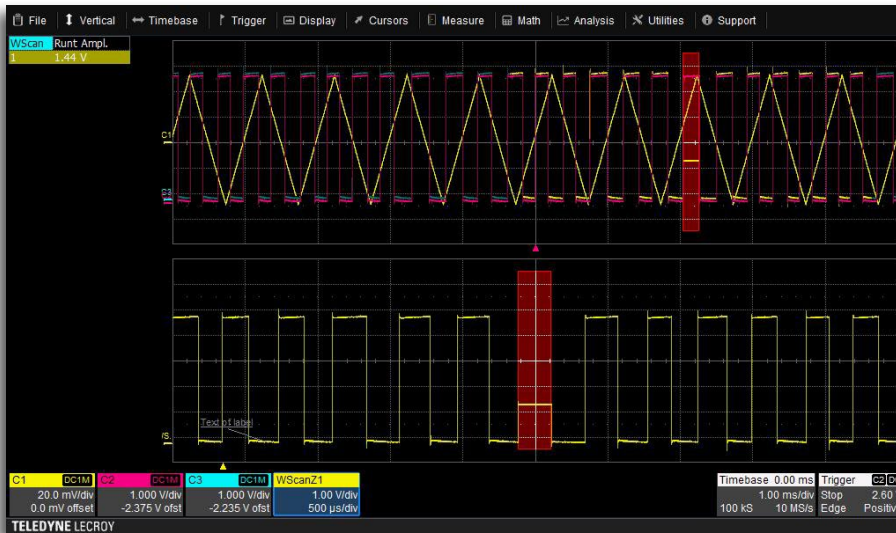 File Vertical Timebase Trigger Display Cursors Measure Math Analysis Utilities Support
WScan Runt Ampl.
1 1.44 V
C1
Text of label
C1 DC1M C2 DC1M C3 DC1M WScanZ1 Timebase 0.00 ms Trigger C2
20.0 mV/div 1.000 V/div 1.000 V/div 1.00 V/div 1.00 ms/div Stop 2.60
0.0 mV offset -2.375 V ofst -2.235 V ofst 500 µs/div 100 kS 10 MS/s Edge Positiv
TELEDYNE LECROY